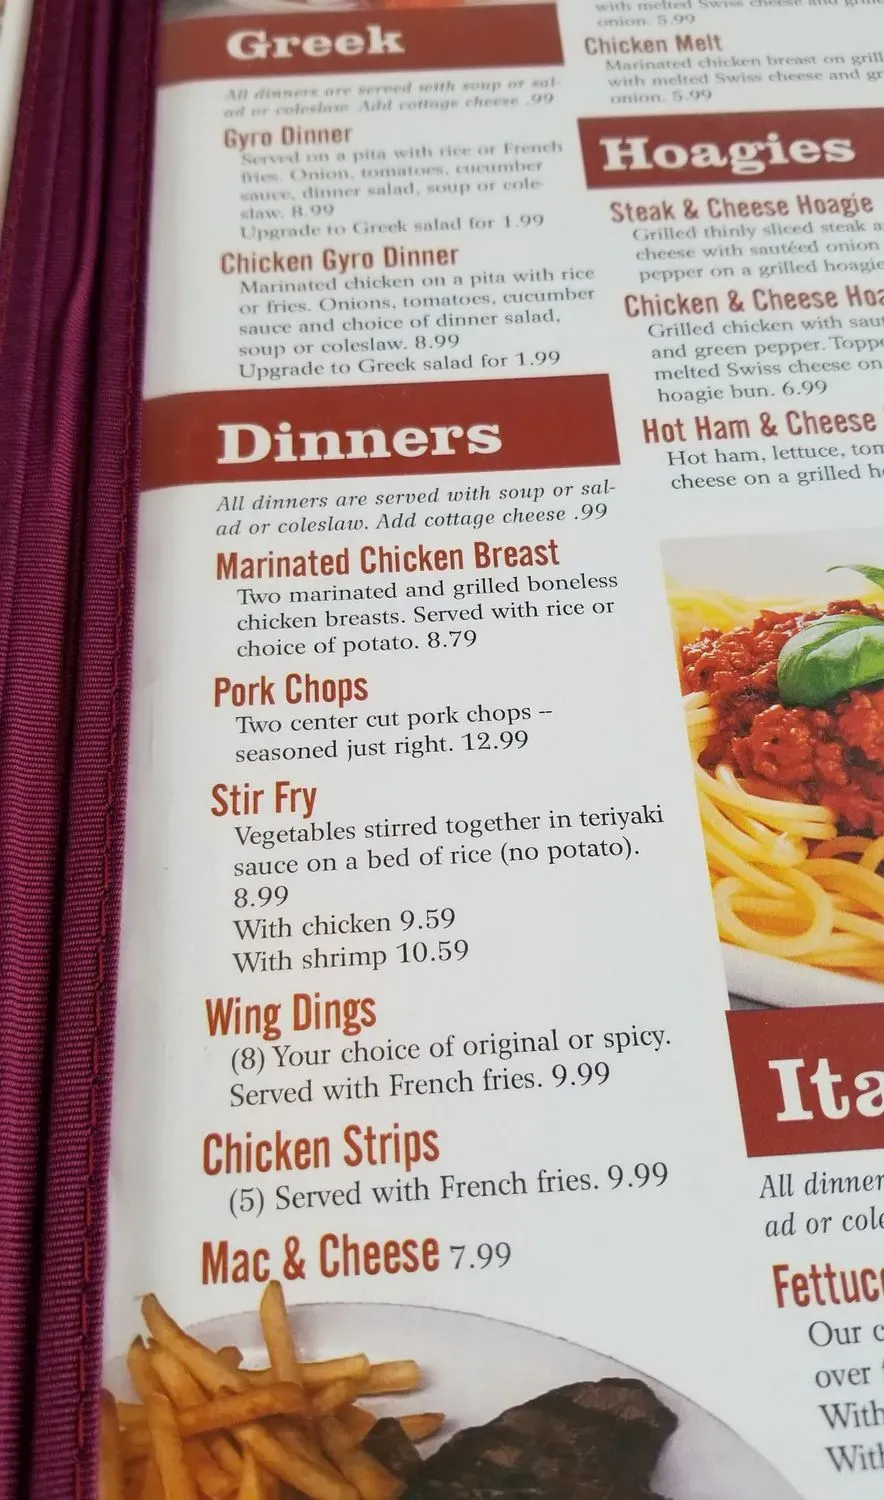 Greek
All dinners are served with soup or sal-
ad or coleslaw. Add cottage cheese .99
Gyro Dinner
Served on a pita with rice or French
fries. Onion, tomatoes, cucumber
sauce, dinner salad, soup or cole-
slaw. 8.99
Upgrade to Greek salad for 1.99
Chicken Gyro Dinner
Marinated chicken on a pita with rice
or fries. Onions, tomatoes, cucumber
sauce and choice of dinner salad,
soup or coleslaw. 8.99
Upgrade to Greek salad for 1.99
Dinners
All dinners are served with soup or sal-
ad or coleslaw. Add cottage cheese .99
Marinated Chicken Breast
Two marinated and grilled boneless
chicken breasts. Served with rice or
choice of potato. 8.79
Pork Chops
Two center cut pork chops --
seasoned just right. 12.99
Stir Fry
Vegetables stirred together in teriyaki
sauce on a bed of rice (no potato).
8.99
With chicken 9.59
With shrimp 10.59
Wing Dings
(8) Your choice of original or spicy.
Served with French fries. 9.99
Chicken Strips
(5) Served with French fries. 9.99
Mac & Cheese 7.99
with melted Swiss cheese and
onion. 5.99
Chicken Melt
Marinated chicken breast on grill
with melted Swiss cheese and gr
onion. 5.99
Hoagies
Steak & Cheese Hoagie
Grilled thinly sliced steak a
cheese with sautéed onion
pepper on a grilled hoagie
Chicken & Cheese Hoa
Grilled chicken with saut
and green pepper. Toppe
melted Swiss cheese on
hoagie bun. 6.99
Hot Ham & Cheese
Hot ham, lettuce, tom
cheese on a grilled h
Ita
All dinner
ad or cole
Fettuc
Our c
over
With
With